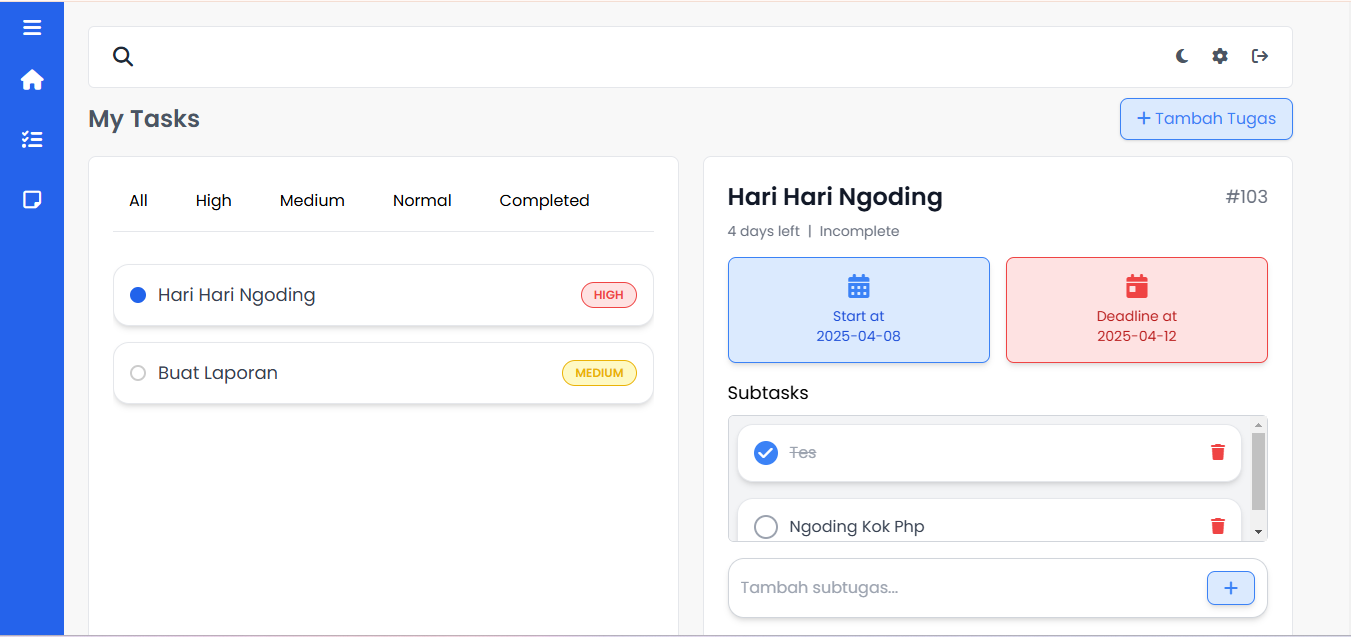 My Tasks
+ Tambah Tugas
All High Medium Normal Completed
Hari Hari Ngoding HIGH
Buat Laporan MEDIUM
Hari Hari Ngoding #103
4 days left | Incomplete
Start at
2025-04-08
Deadline at
2025-04-12
Subtasks
Tes
Ngoding Kok Php
Tambah subtugas...
+